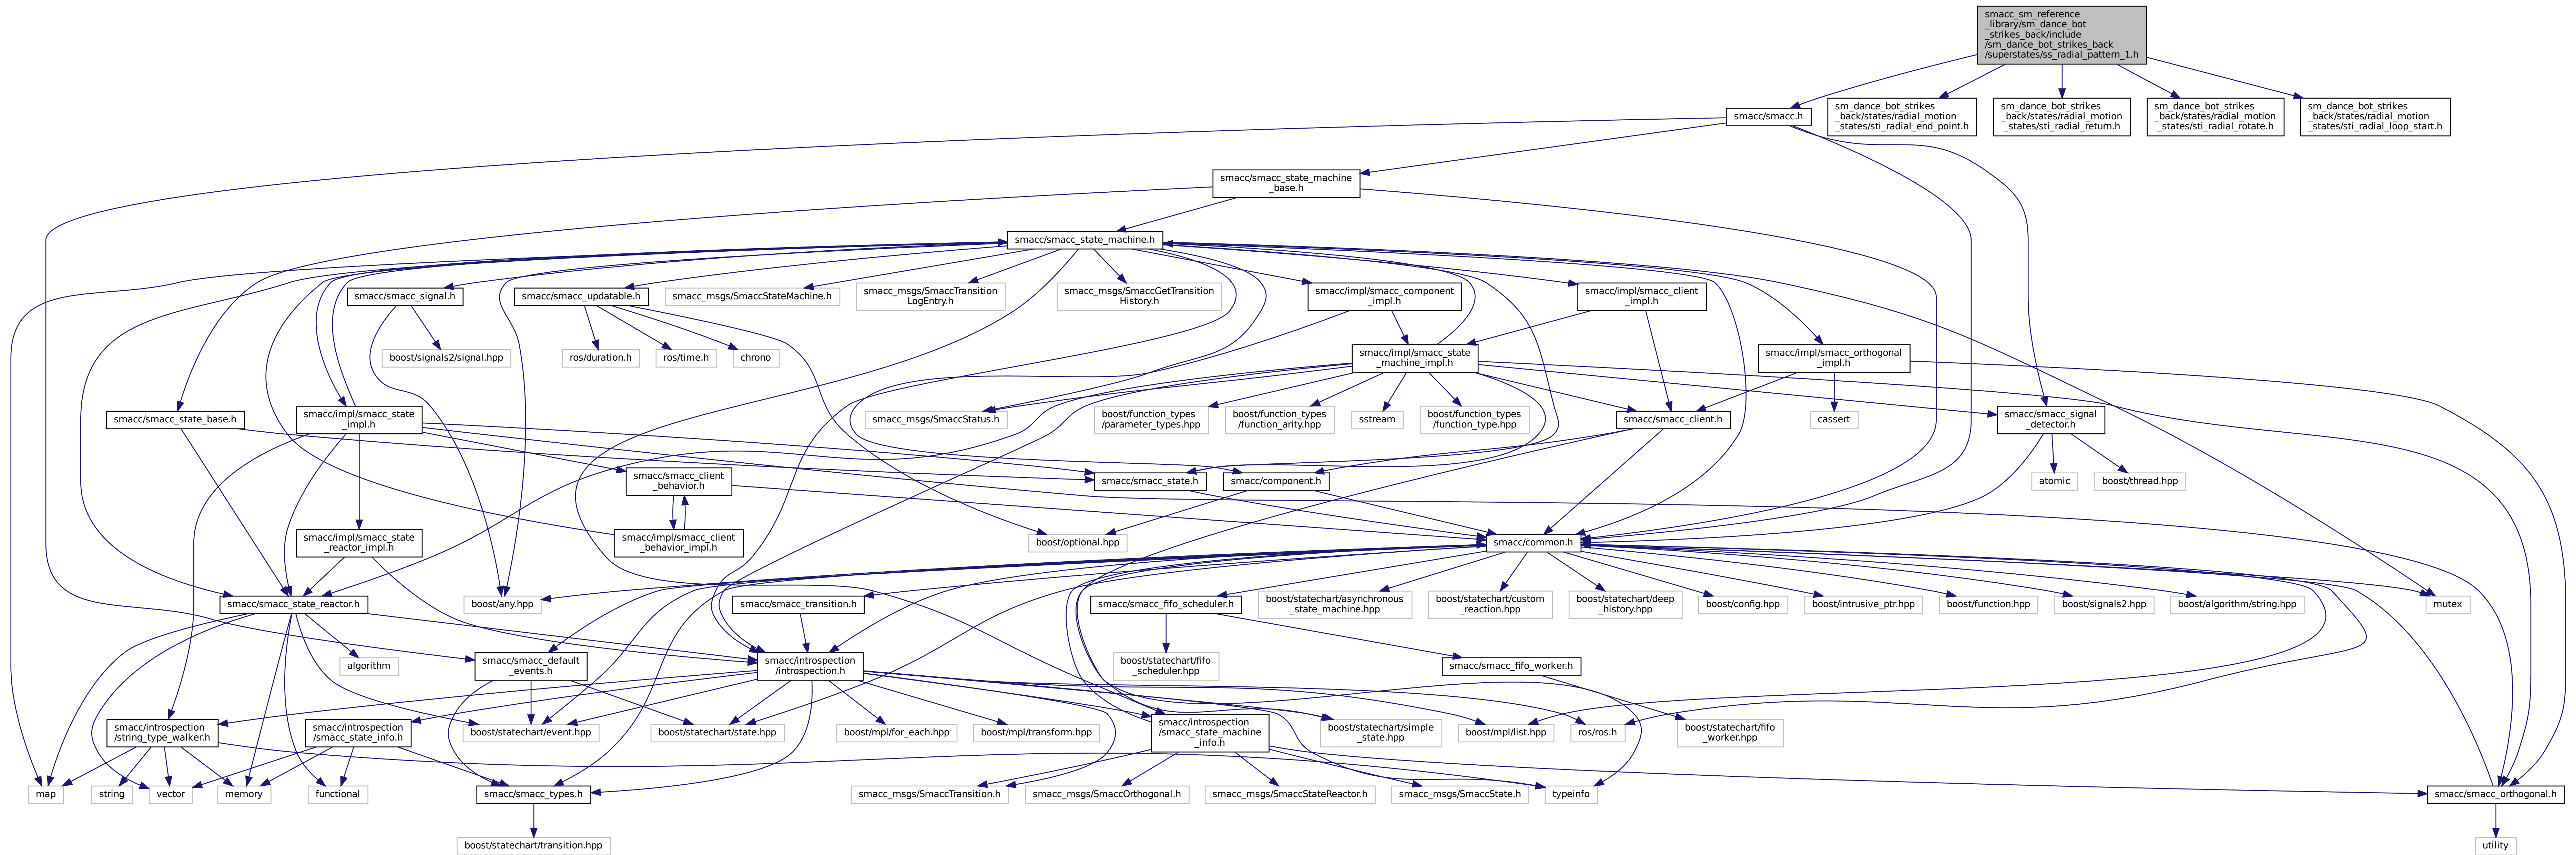 smacc_sm_reference
_library/sm_dance_bot
_strikes_back/include
/sm_dance_bot_strikes_back
/superstates/ss_radial_pattern_1.h
smacc/smacc.h
sm_dance_bot_strikes
_back/states/radial_motion
_states/sti_radial_end_point.h
sm_dance_bot_strikes
_back/states/radial_motion
_states/sti_radial_return.h
sm_dance_bot_strikes
_back/states/radial_motion
_states/sti_radial_rotate.h
sm_dance_bot_strikes
_back/states/radial_motion
_states/sti_radial_loop_start.h
smacc/smacc_state_machine
_base.h
smacc/smacc_state_machine.h
smacc/smacc_signal.h
smacc/smacc_updatable.h
smacc_msgs/SmaccStateMachine.h
smacc_msgs/SmaccTransition
LogEntry.h
smacc_msgs/SmaccGetTransition
History.h
smacc/impl/smacc_component
_impl.h
smacc/impl/smacc_client
_impl.h
boost/signals2/signal.hpp
ros/duration.h
ros/time.h
chrono
smacc/impl/smacc_state
_machine_impl.h
smacc/impl/smacc_orthogonal
_impl.h
smacc/smacc_state_base.h
smacc/impl/smacc_state
_impl.h
smacc_msgs/SmaccStatus.h
boost/function_types
/parameter_types.hpp
boost/function_types
/function_arity.hpp
sstream
boost/function_types
/function_type.hpp
smacc/smacc_client.h
cassert
smacc/smacc_signal
_detector.h
smacc/smacc_client
_behavior.h
smacc/smacc_state.h
smacc/component.h
atomic
boost/thread.hpp
smacc/impl/smacc_state
_reactor_impl.h
smacc/impl/smacc_client
_behavior_impl.h
boost/optional.hpp
smacc/common.h
smacc/smacc_state_reactor.h
boost/any.hpp
smacc/smacc_transition.h
smacc/smacc_fifo_scheduler.h
boost/statechart/asynchronous
_state_machine.hpp
boost/statechart/custom
_reaction.hpp
boost/statechart/deep
_history.hpp
boost/config.hpp
boost/intrusive_ptr.hpp
boost/function.hpp
boost/signals2.hpp
boost/algorithm/string.hpp
mutex
algorithm
smacc/smacc_default
_events.h
smacc/introspection
/introspection.h
boost/statechart/fifo
_scheduler.hpp
smacc/smacc_fifo_worker.h
smacc/introspection
/string_type_walker.h
smacc/introspection
/smacc_state_info.h
boost/statechart/event.hpp
boost/statechart/state.hpp
boost/mpl/for_each.hpp
boost/mpl/transform.hpp
smacc/introspection
/smacc_state_machine
_info.h
boost/statechart/simple
_state.hpp
boost/mpl/list.hpp
ros/ros.h
boost/statechart/fifo
_worker.hpp
map
string
vector
memory
functional
smacc/smacc_types.h
smacc_msgs/SmaccTransition.h
smacc_msgs/SmaccOrthogonal.h
smacc_msgs/SmaccStateReactor.h
smacc_msgs/SmaccState.h
typeinfo
smacc/smacc_orthogonal.h
boost/statechart/transition.hpp
utility